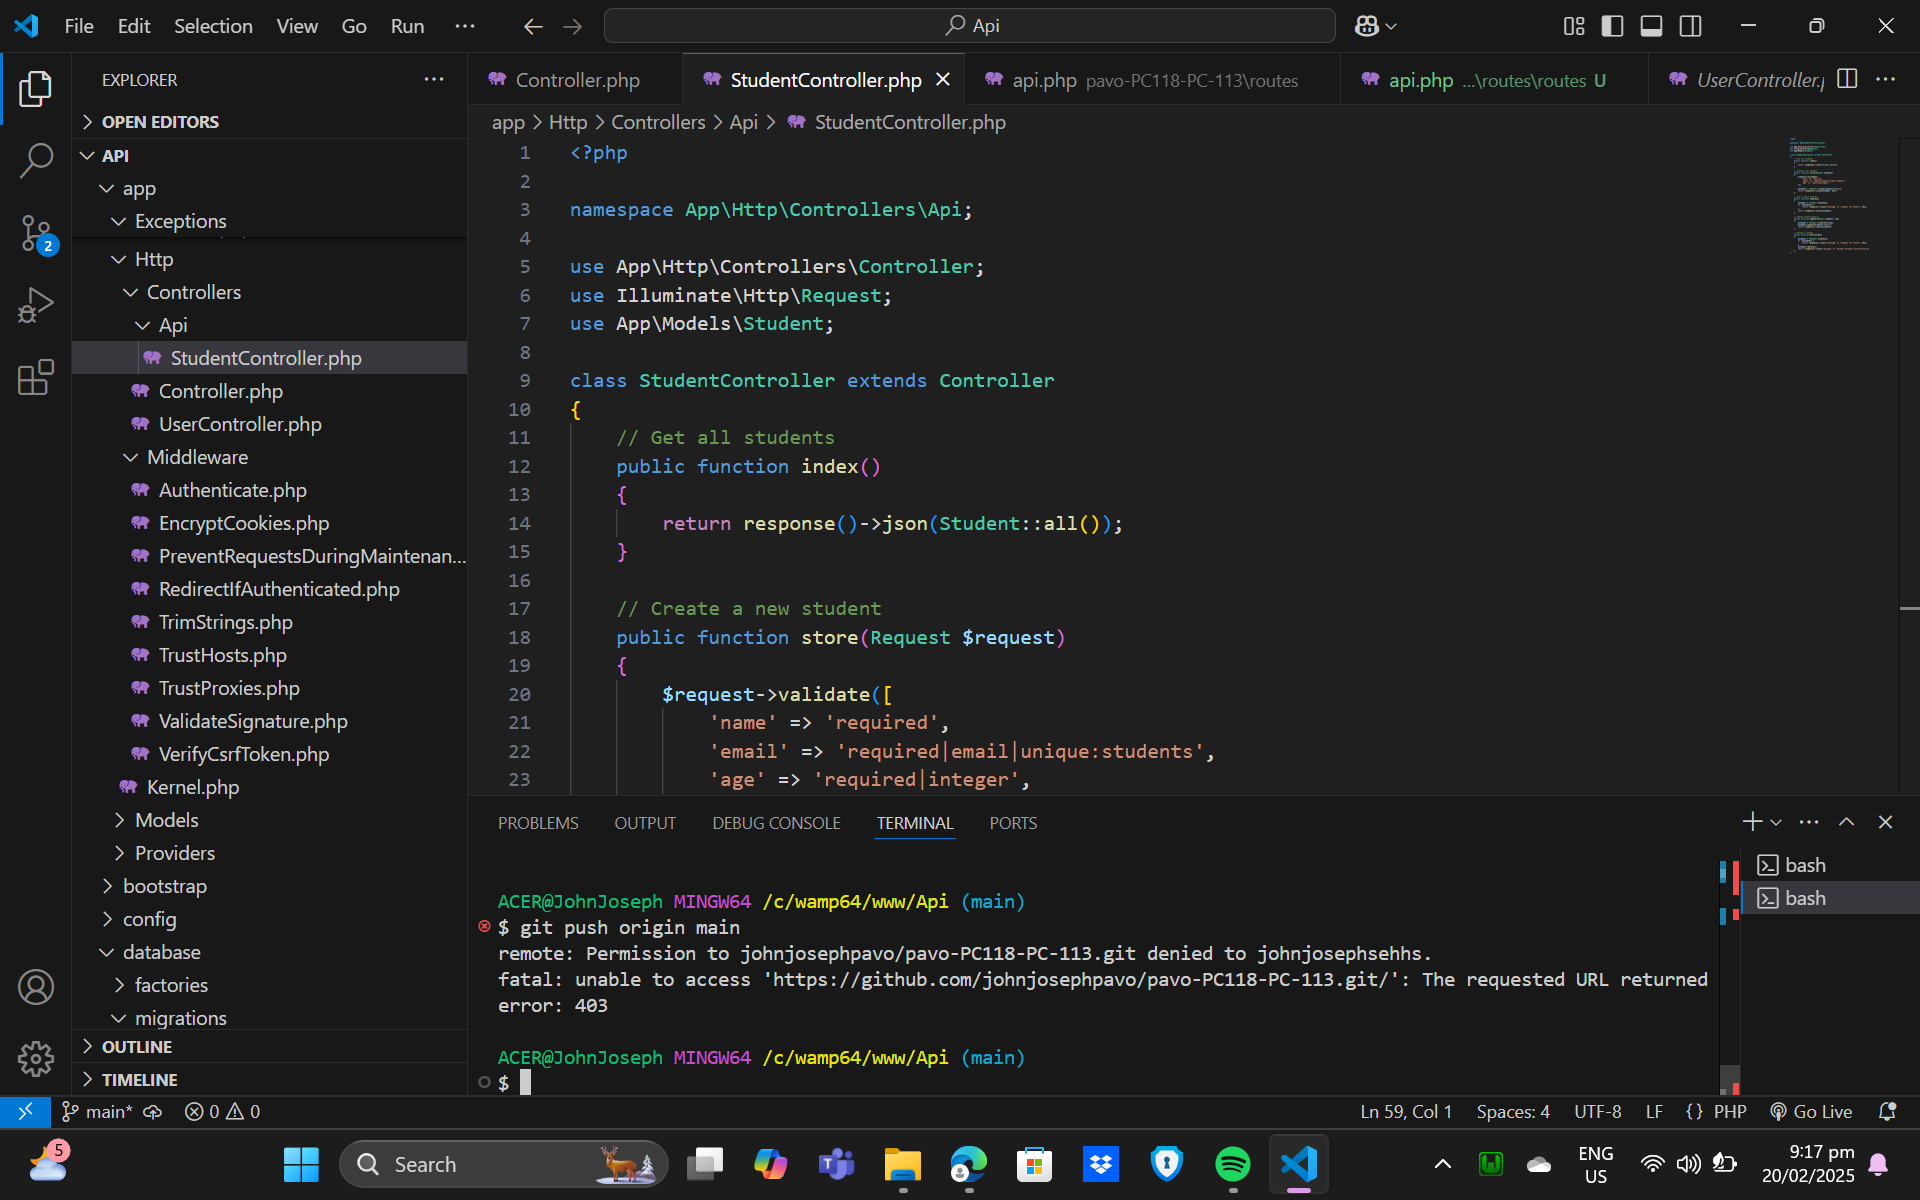 File Edit Selection View Go Run ··· Api
EXPLORER ···
OPEN EDITORS
API
app
Exceptions
Http
Controllers
Api
StudentController.php
Controller.php
UserController.php
Middleware
Authenticate.php
EncryptCookies.php
PreventRequestsDuringMaintenan...
RedirectIfAuthenticated.php
TrimStrings.php
TrustHosts.php
TrustProxies.php
ValidateSignature.php
VerifyCsrfToken.php
Kernel.php
Models
Providers
bootstrap
config
database
factories
migrations
OUTLINE
TIMELINE
2
Controller.php StudentController.php api.php pavo-PC118-PC-113\routes api.php ...\routes\routes U UserController.p ···
app > Http > Controllers > Api > StudentController.php
1 <?php
2
3 namespace App\Http\Controllers\Api;
4
5 use App\Http\Controllers\Controller;
6 use Illuminate\Http\Request;
7 use App\Models\Student;
8
9 class StudentController extends Controller
10 {
11 // Get all students
12 public function index()
13 {
14 return response()->json(Student::all());
15 }
16
17 // Create a new student
18 public function store(Request $request)
19 {
20 $request->validate([
21 'name' => 'required',
22 'email' => 'required|email|unique:students',
23 'age' => 'required|integer',
PROBLEMS OUTPUT DEBUG CONSOLE TERMINAL PORTS
ACER@JohnJoseph MINGW64 /c/wamp64/www/Api (main)
$ git push origin main
remote: Permission to johnjosephpavo/pavo-PC118-PC-113.git denied to johnjosephsehhs.
fatal: unable to access 'https://github.com/johnjosephpavo/pavo-PC118-PC-113.git/': The requested URL returned
error: 403
ACER@JohnJoseph MINGW64 /c/wamp64/www/Api (main)
$
bash
bash
main* 0 0 Ln 59, Col 1 Spaces: 4 UTF-8 LF {} PHP Go Live
5 Search ENG
US
9:17 pm
20/02/2025